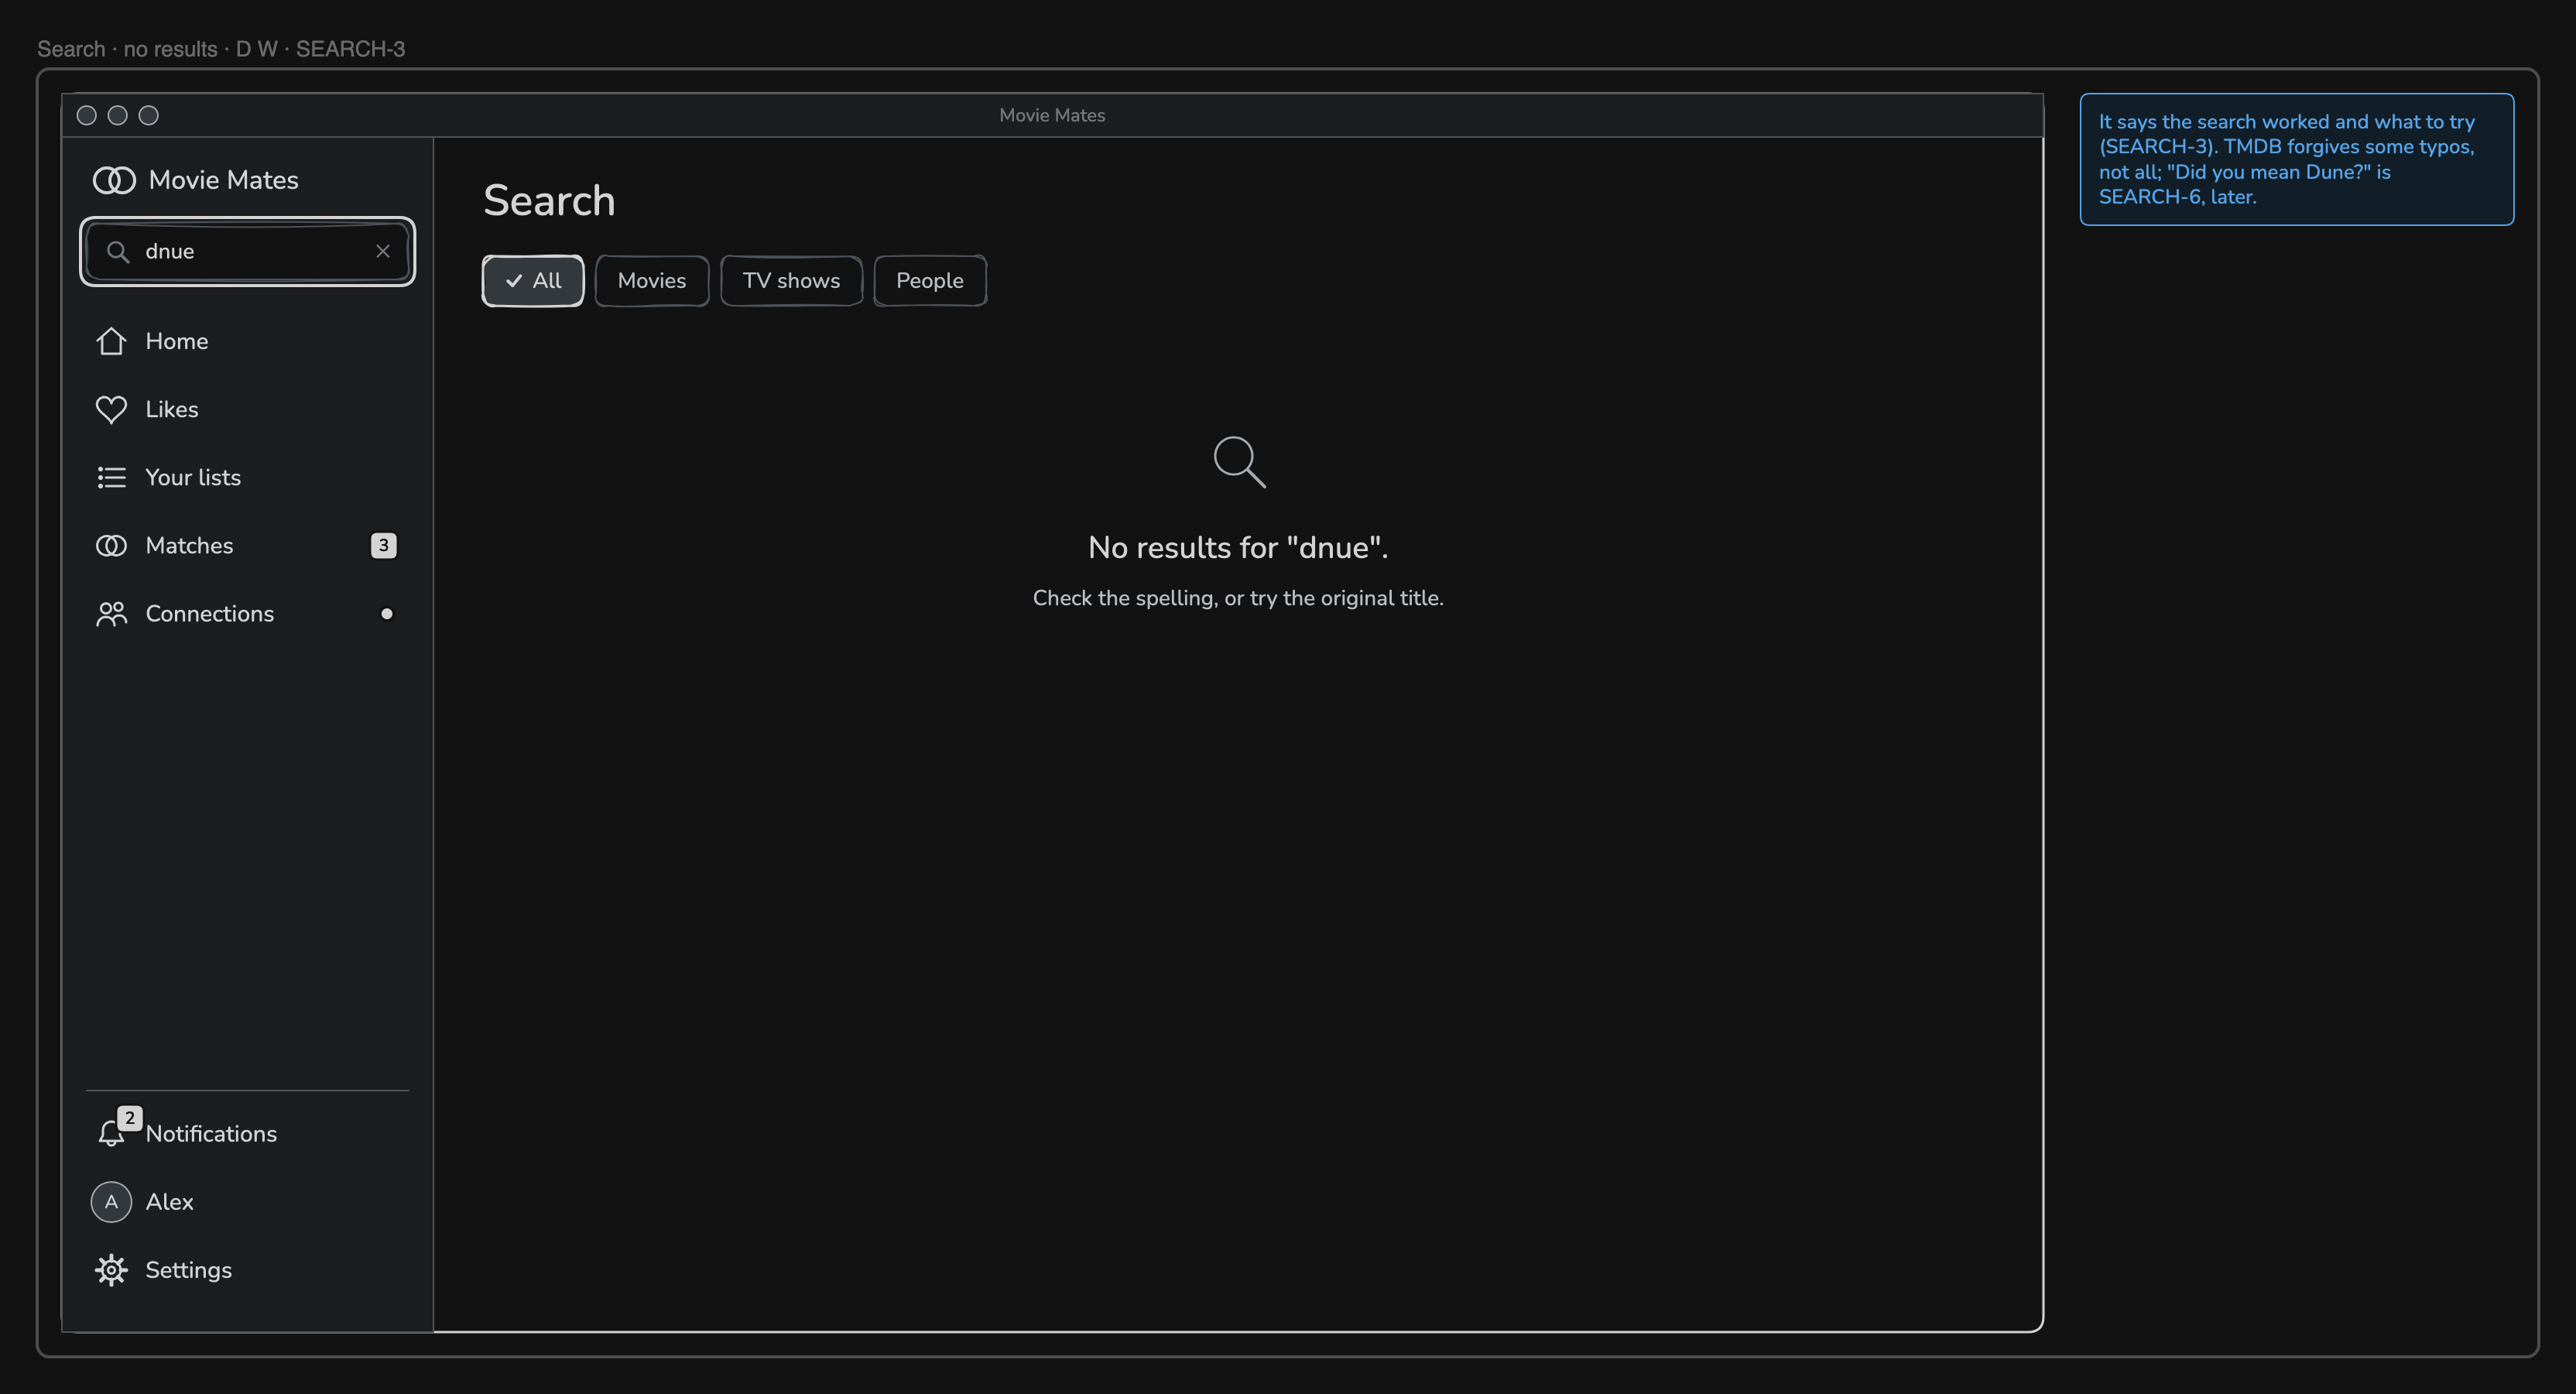 Search · no results · D W · SEARCH-3
Movie Mates
Movie Mates
dnue
Home
Likes
Your lists
Matches
3
Connections
2
Notifications
A
Alex
Settings
Search
All
Movies
TV shows
People
No results for "dnue".
Check the spelling, or try the original title.
It says the search worked and what to try
(SEARCH-3). TMDB forgives some typos,
not all; "Did you mean Dune?" is
SEARCH-6, later.